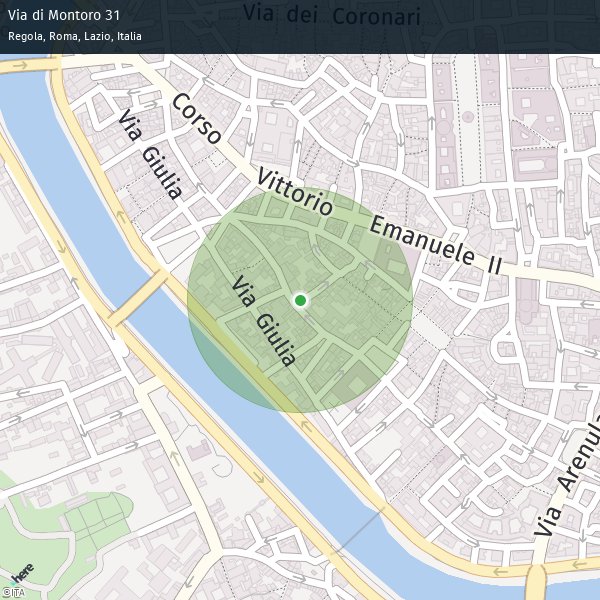 Via di Montoro 31
Regola, Roma, Lazio, Italia
Via dei Coronari
Corso
Vittorio
Emanuele II
Via Giulia
Via Giulia
Via Arenula
here
©ITA